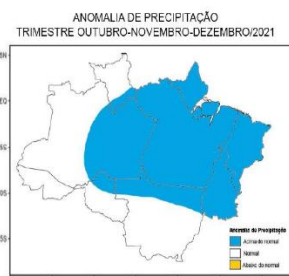 ANOMALIA DE PRECIPITAÇÃO
TRIMESTRE OUTUBRO-NOVEMBRO-DEZEMBRO/2021
Anomalia de Precipitação
Acima do normal
Normal
Abaixo do normal